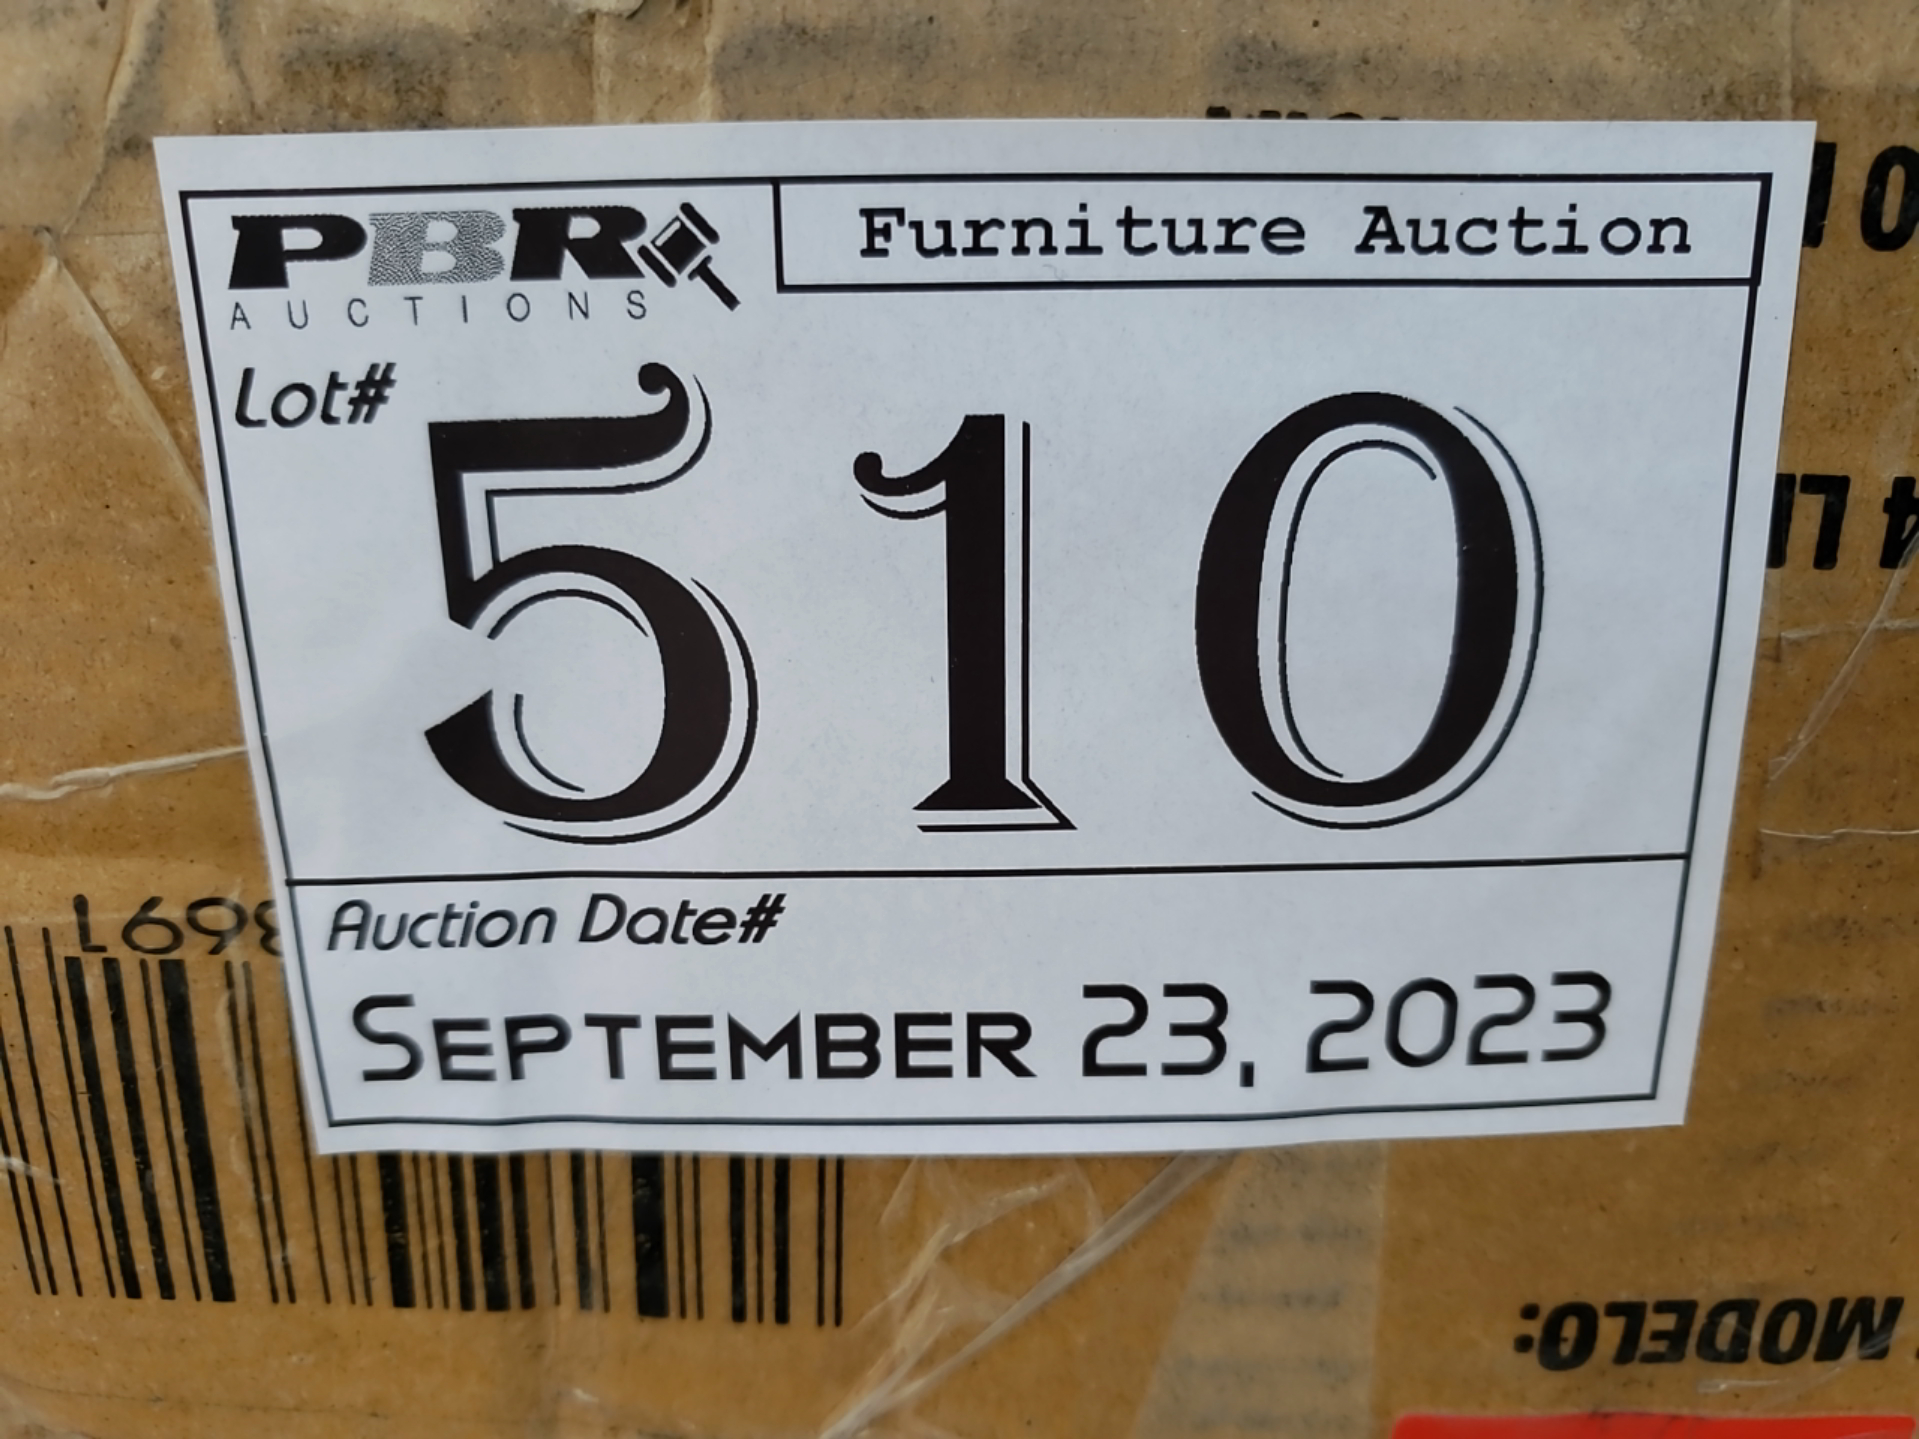 PBR
AUCTIONS
Furniture Auction
Lot#
510
Auction Date#
SEPTEMBER 23, 2023
MODELO: